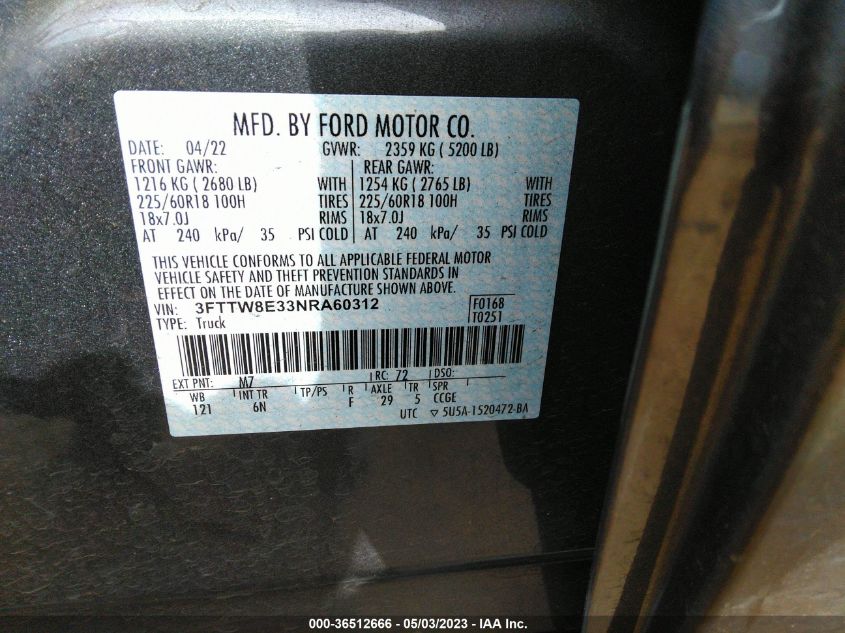 MFD. BY FORD MOTOR CO.
DATE: 04/22 GVWR: 2359 KG ( 5200 LB)
FRONT GAWR: REAR GAWR:
1216 KG ( 2680 LB) WITH 1254 KG ( 2765 LB) WITH
225/60R18 100H TIRES 225/60R18 100H TIRES
18x7.0J RIMS 18x7.0J RIMS
AT 240 kPa/ 35 PSI COLD AT 240 kPa/ 35 PSI COLD
THIS VEHICLE CONFORMS TO ALL APPLICABLE FEDERAL MOTOR
VEHICLE SAFETY AND THEFT PREVENTION STANDARDS IN
EFFECT ON THE DATE OF MANUFACTURE SHOWN ABOVE.
VIN: 3FTTW8E33NRA60312 F0168
TYPE: Truck T0251
EXT PNT: M7 RC: 72 DSO:
WB INT TR TP/PS R AXLE TR SPR
121 6N F 29 5 CCGE
UTC ▽ 5U5A-1520472-BA
000-36512666 - 05/03/2023 - IAA Inc.